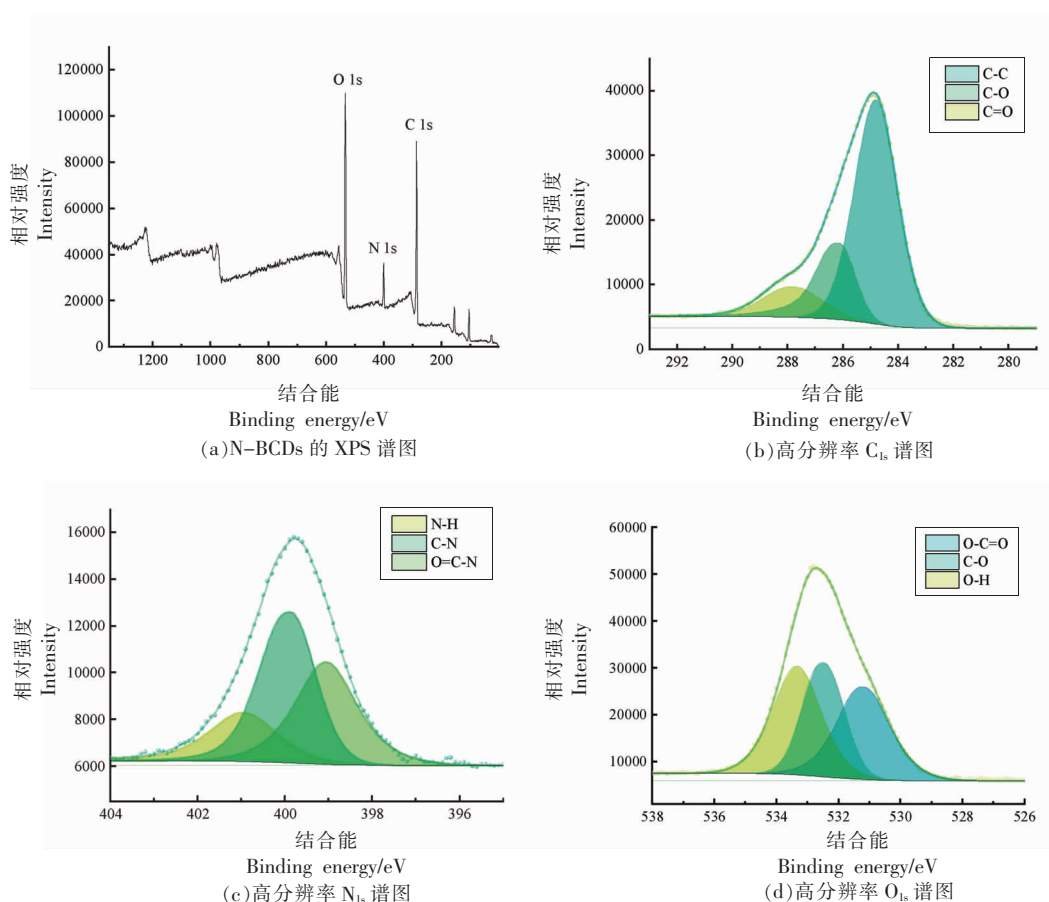 120000
100000
80000
60000
40000
20000
0
相对强度
Intensity
O 1s
C 1s
N 1s
1200 1000 800 600 400 200
结合能
Binding energy/eV
(a)N-BCDs 的 XPS 谱图
40000
30000
20000
10000
0
相对强度
Intensity
C-C
C-O
C=O
292 290 288 286 284 282 280
结合能
Binding energy/eV
(b)高分辨率 C1s 谱图
16000
14000
12000
10000
8000
6000
相对强度
Intensity
N-H
C-N
O=C-N
404 402 400 398 396
结合能
Binding energy/eV
(c)高分辨率 N1s 谱图
60000
50000
40000
30000
20000
10000
相对强度
Intensity
O-C=O
C-O
O-H
538 536 534 532 530 528 526
结合能
Binding energy/eV
(d)高分辨率 O1s 谱图